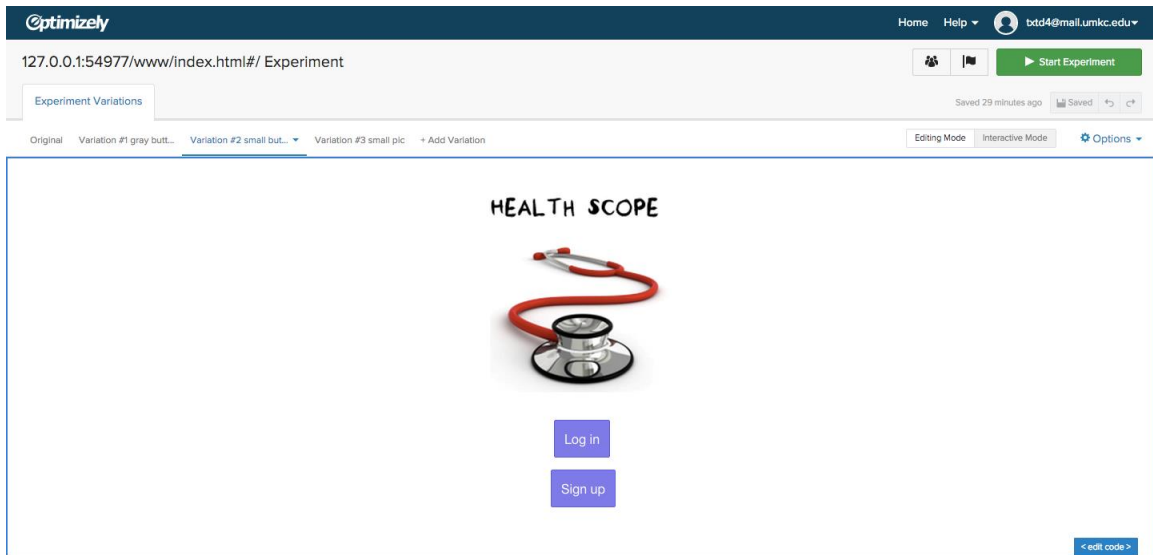 Optimizely
Home Help txtd4@mail.umkc.edu
127.0.0.1:54977/www/index.html#/ Experiment
Start Experiment
Experiment Variations
Saved 29 minutes ago Saved
Original Variation #1 gray butt... Variation #2 small but... Variation #3 small pic + Add Variation
Editing Mode Interactive Mode Options
HEALTH SCOPE
Log in
Sign up
< edit code >